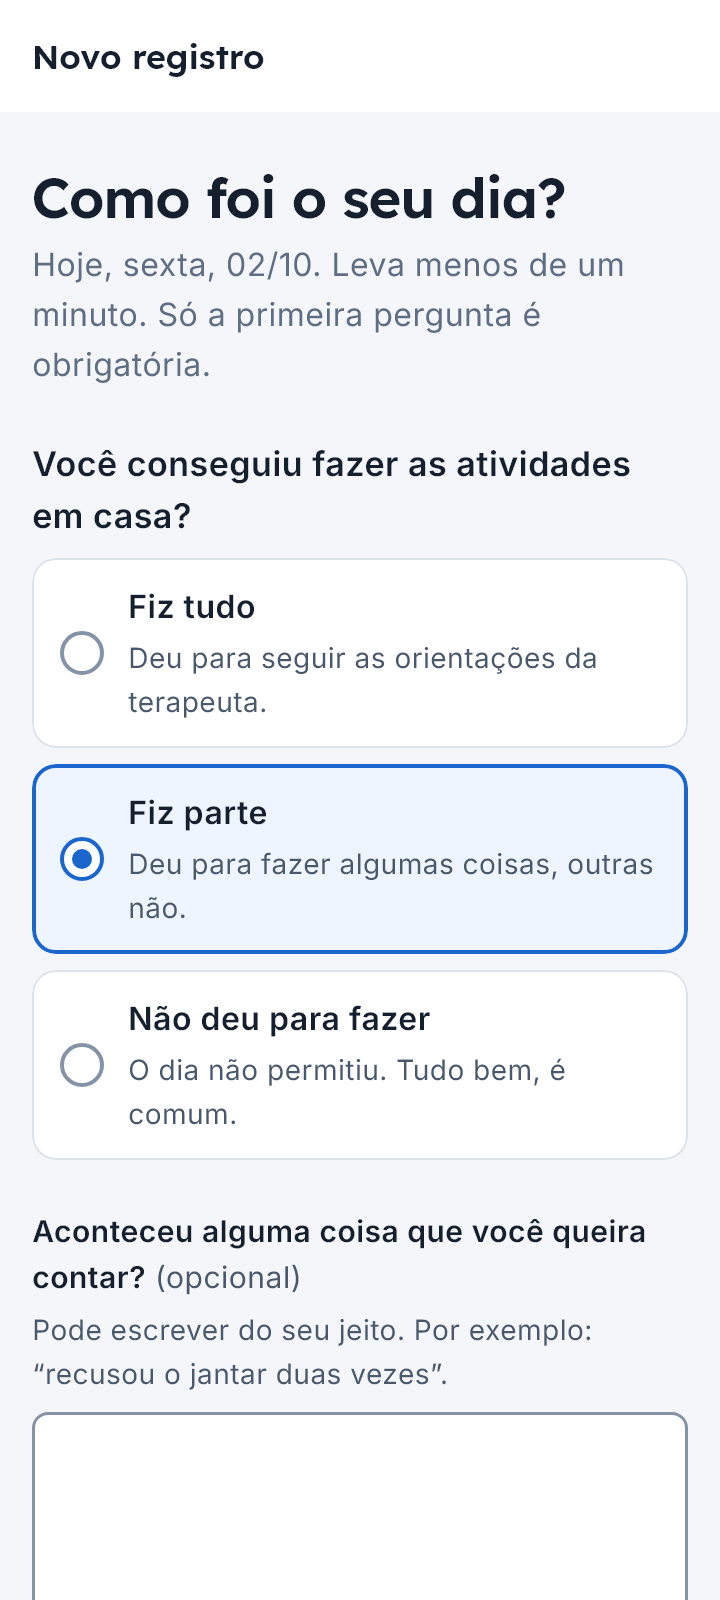 Novo registro
Como foi o seu dia?
Hoje, sexta, 02/10. Leva menos de um
minuto. Só a primeira pergunta é
obrigatória.
Você conseguiu fazer as atividades
em casa?
Fiz tudo
Deu para seguir as orientações da
terapeuta.
Fiz parte
Deu para fazer algumas coisas, outras
não.
Não deu para fazer
O dia não permitiu. Tudo bem, é
comum.
Aconteceu alguma coisa que você queira
contar? (opcional)
Pode escrever do seu jeito. Por exemplo:
“recusou o jantar duas vezes”.